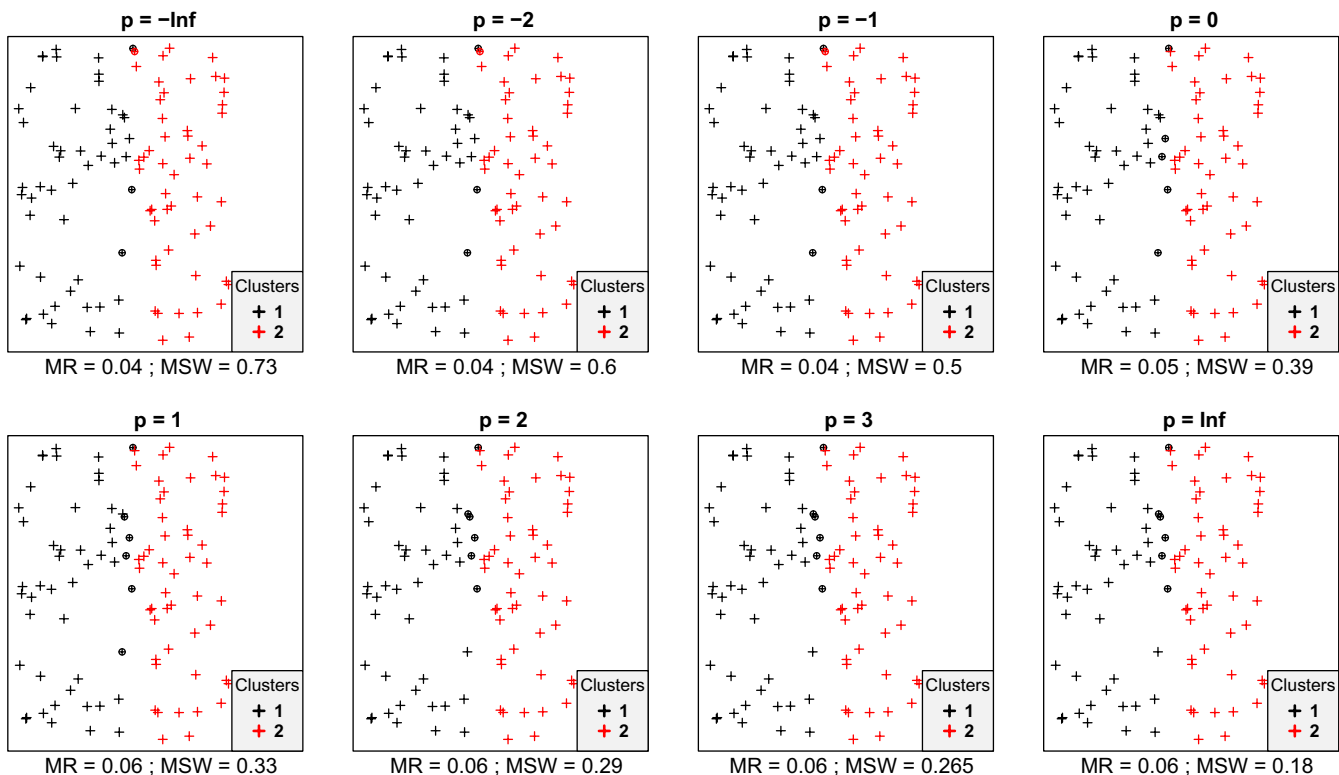 p = −Inf
p = −2
p = −1
p = 0
Clusters
1
2
Clusters
1
2
Clusters
1
2
Clusters
1
2
MR = 0.04 ; MSW = 0.73
MR = 0.04 ; MSW = 0.6
MR = 0.04 ; MSW = 0.5
MR = 0.05 ; MSW = 0.39
p = 1
p = 2
p = 3
p = Inf
Clusters
1
2
Clusters
1
2
Clusters
1
2
Clusters
1
2
MR = 0.06 ; MSW = 0.33
MR = 0.06 ; MSW = 0.29
MR = 0.06 ; MSW = 0.265
MR = 0.06 ; MSW = 0.18